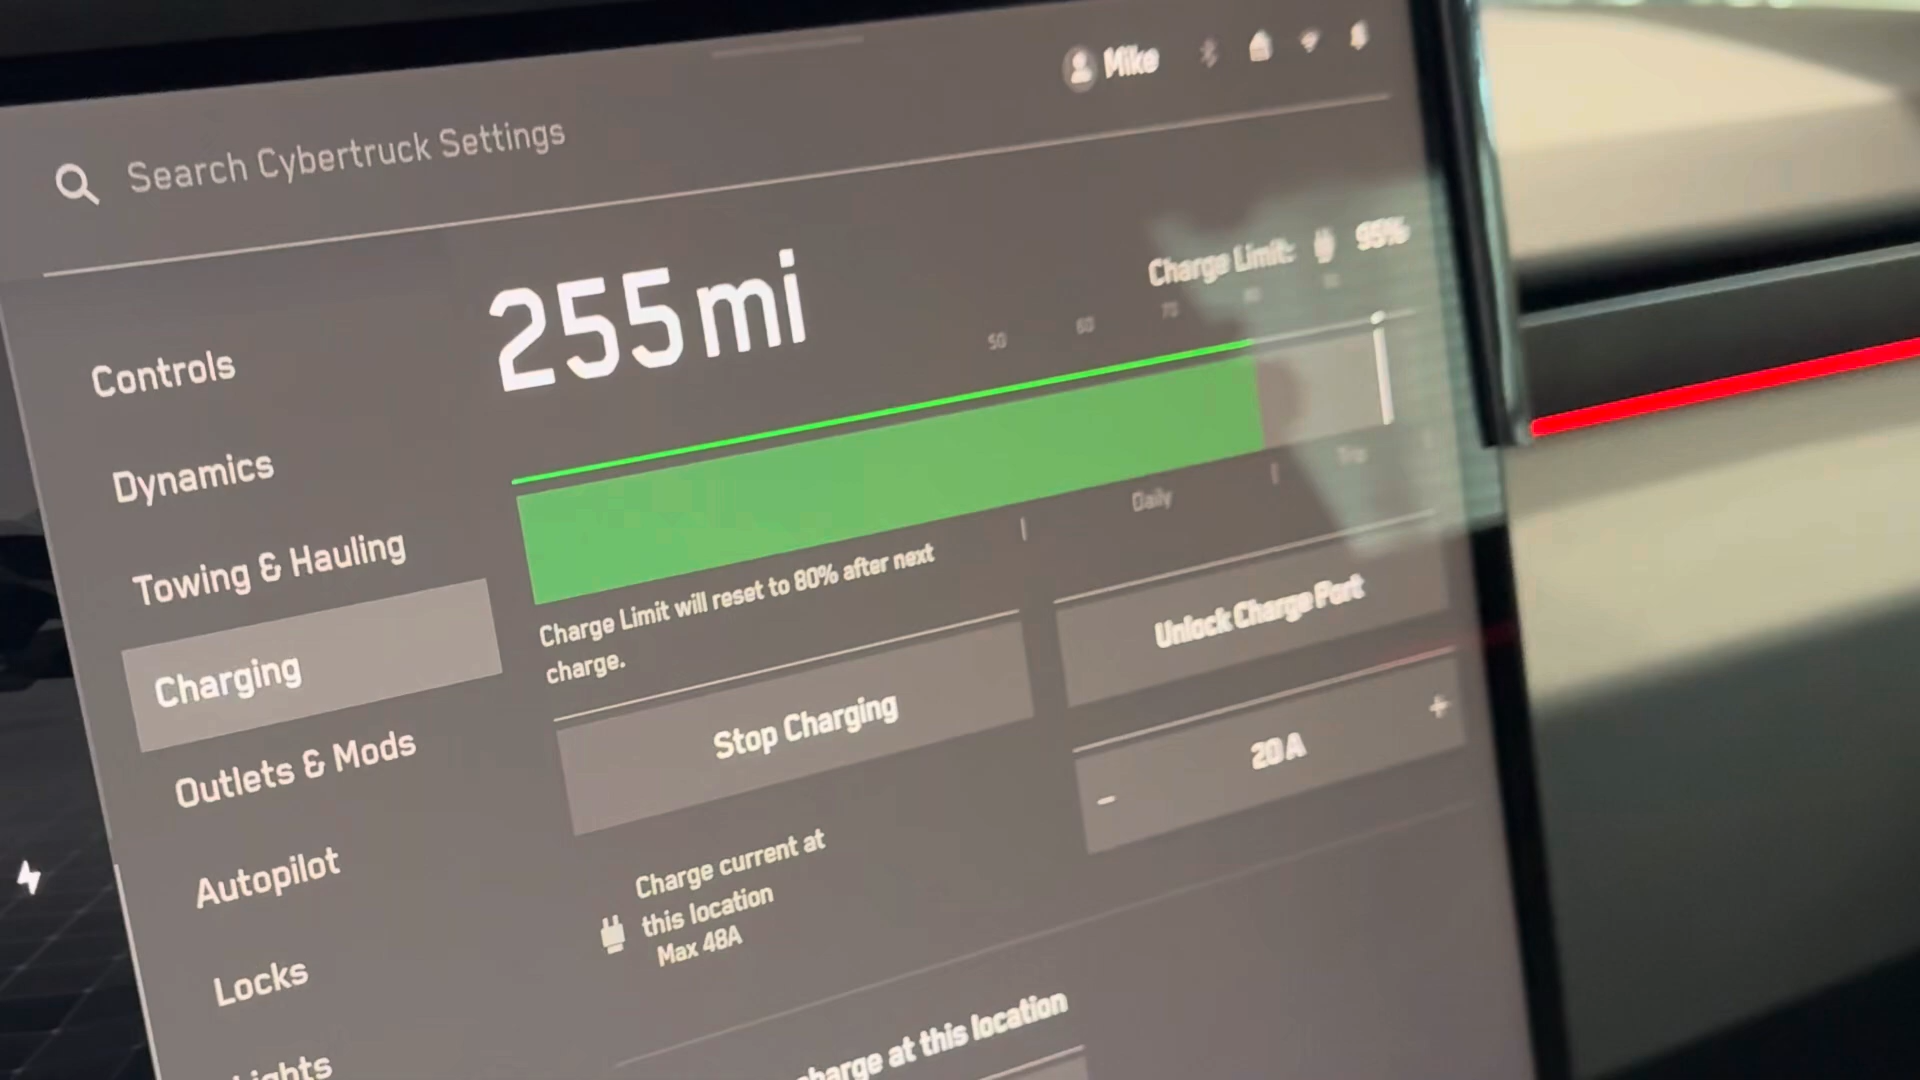 Mike
Search Cybertruck Settings
255 mi
Charge Limit: 95%
50 60 70
Controls
Dynamics
Towing & Hauling
Charging
Outlets & Mods
Autopilot
Locks
Daily
Charge Limit will reset to 80% after next
charge.
Unlock Charge Port
Stop Charging
20 A
Charge current at
this location
Max 48A
at this location